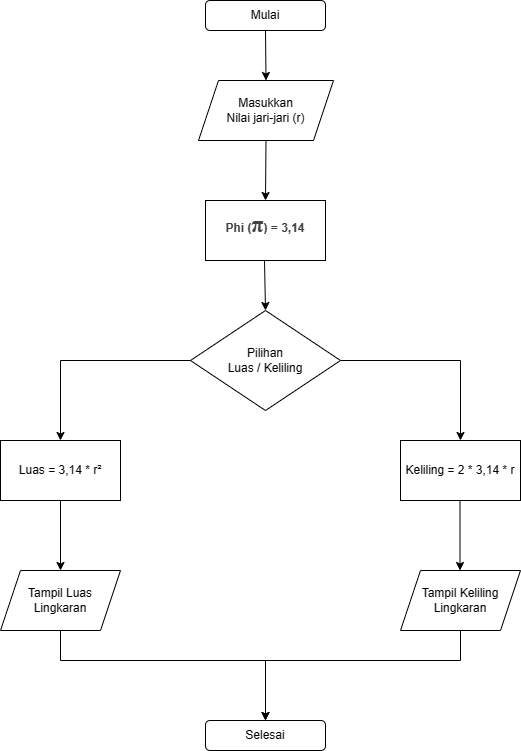 Mulai
Masukkan
Nilai jari-jari (r)
Phi (π) = 3,14
Pilihan
Luas / Keliling
Luas = 3,14 * r²
Keliling = 2 * 3,14 * r
Tampil Luas
Lingkaran
Tampil Keliling
Lingkaran
Selesai